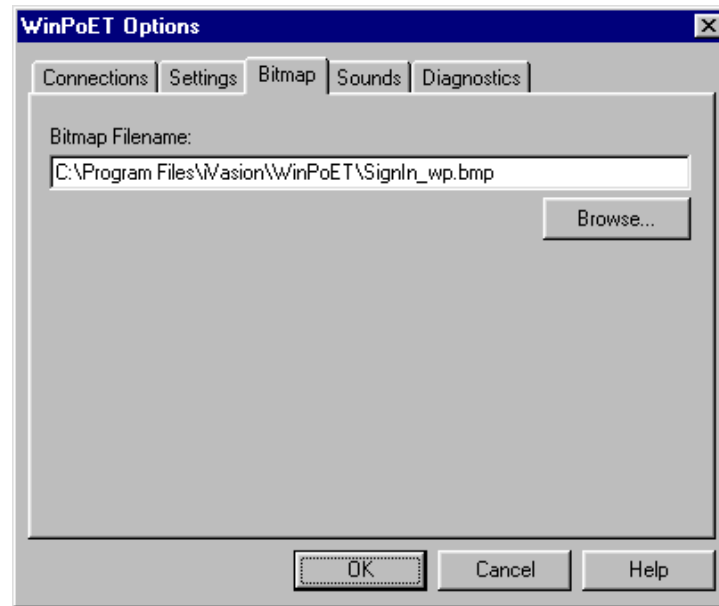 WinPoET Options
Connections Settings Bitmap Sounds Diagnostics
Bitmap Filename:
C:\Program Files\iVasion\WinPoET\SignIn_wp.bmp
Browse...
OK Cancel Help